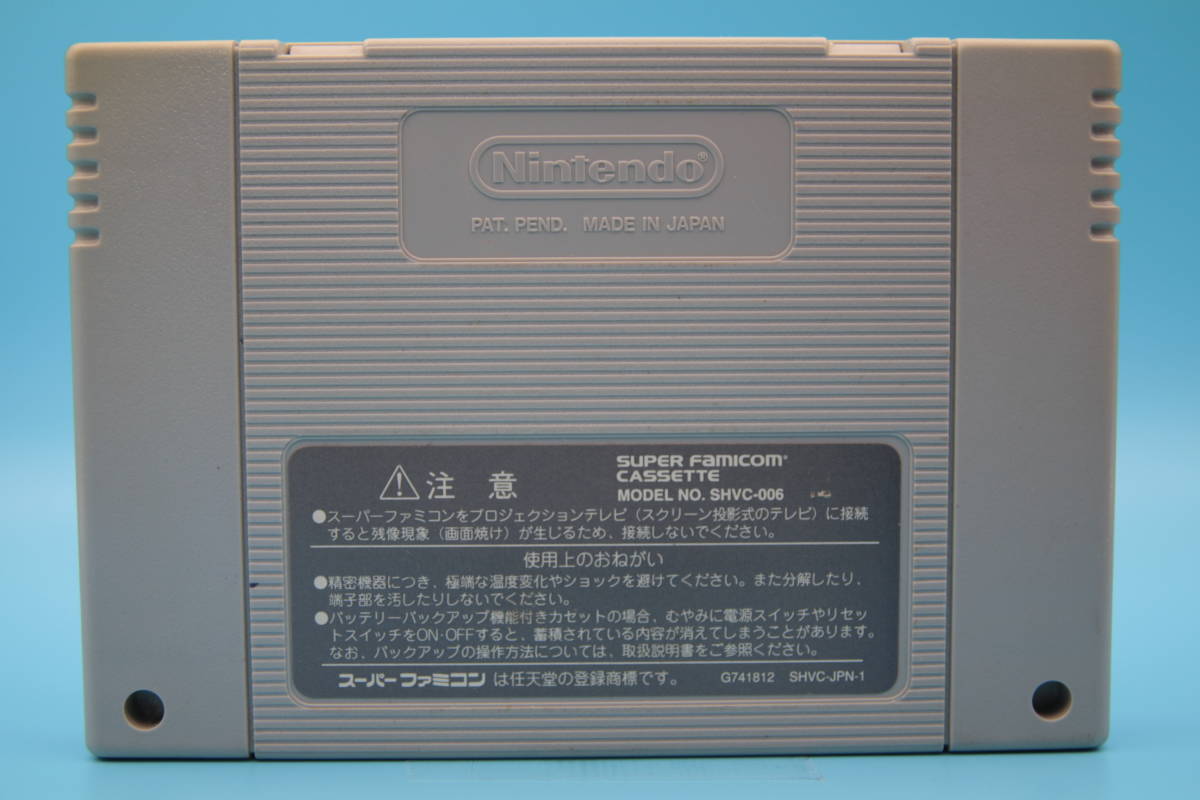 Nintendo®
PAT. PEND. MADE IN JAPAN
注意
SUPER FAMICOM
CASSETTE
MODEL NO. SHVC-006
●スーパーファミコンをプロジェクションテレビ（スクリーン投影式のテレビ）に接続
すると残像現象（画面焼け）が生じるため、接続しないでください。
使用上のおねがい
●精密機器につき、極端な温度変化やショックを避けてください。また分解したり、
端子部を汚したりしないでください。
●バッテリーバックアップ機能付きカセットの場合、むやみに電源スイッチやリセッ
トスイッチをON·OFFすると、蓄積されている内容が消えてしまうことがあります。
なお、バックアップの操作方法については、取扱説明書をご参照ください。
スーパーファミコンは任天堂の登録商標です。 G741812 SHVC-JPN-1